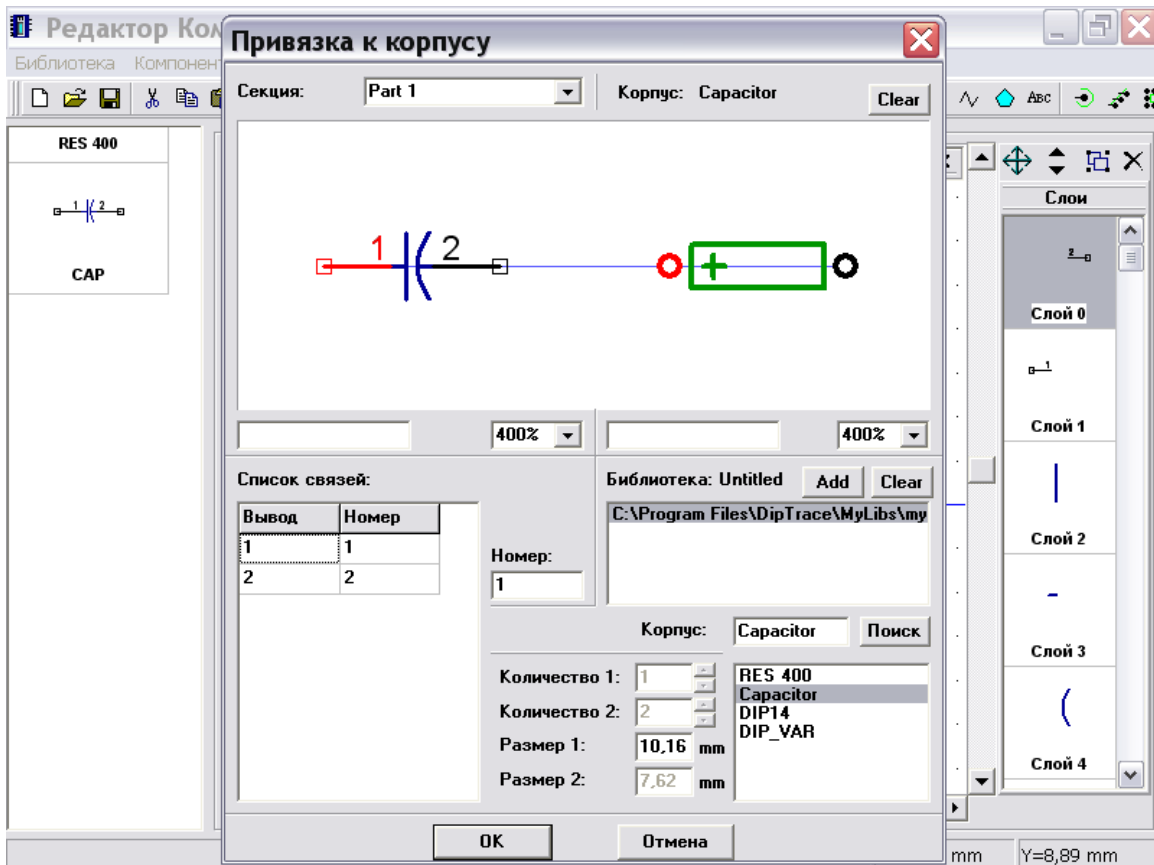 Редактор Ком
Привязка к корпусу
Библиотека Компонент
Секция: Part 1 Корпус: Capacitor Clear
ABC
RES 400
1 2
CAP
1 2
400% 400%
Список связей:
Вывод Номер
1 1
2 2
Номер:
1
Библиотека: Untitled Add Clear
C:\Program Files\DipTrace\MyLibs\my
Корпус: Capacitor Поиск
Количество 1: 1
Количество 2: 2
Размер 1: 10,16 mm
Размер 2: 7,62 mm
RES 400
Capacitor
DIP14
DIP_VAR
OK Отмена
Слои
2
Слой 0
1
Слой 1
Слой 2
Слой 3
Слой 4
mm Y=8,89 mm